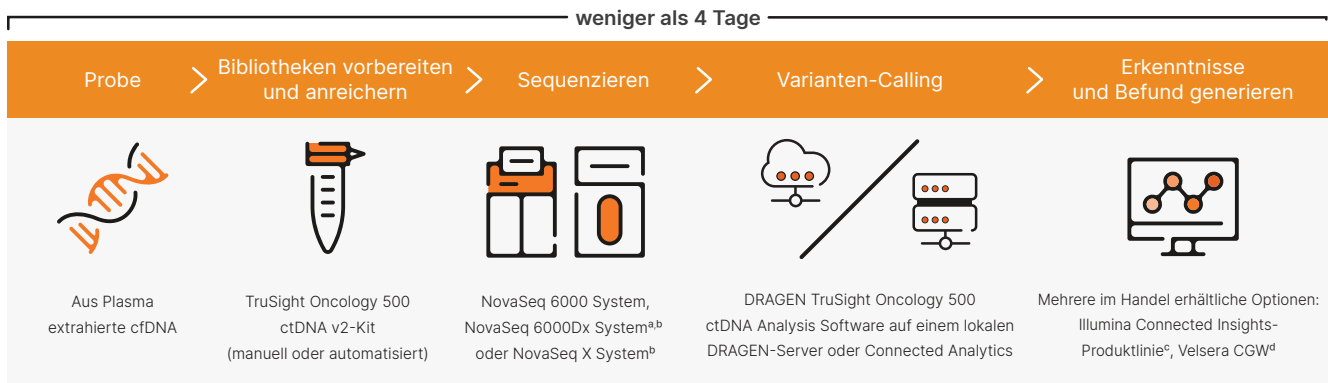 weniger als 4 Tage
Probe
Bibliotheken vorbereiten
und anreichern
Sequenzieren
Varianten-Calling
Erkenntnisse
und Befund generieren
Aus Plasma
extrahierte cfDNA
TruSight Oncology 500
ctDNA v2-Kit
(manuell oder automatisiert)
NovaSeq 6000 System,
NovaSeq 6000Dx Systemᵃ,ᵇ
oder NovaSeq X Systemᵇ
DRAGEN TruSight Oncology 500
ctDNA Analysis Software auf einem lokalen
DRAGEN-Server oder Connected Analytics
Mehrere im Handel erhältliche Optionen:
Illumina Connected Insights-
Produktlinieᶜ, Velsera CGWᵈ